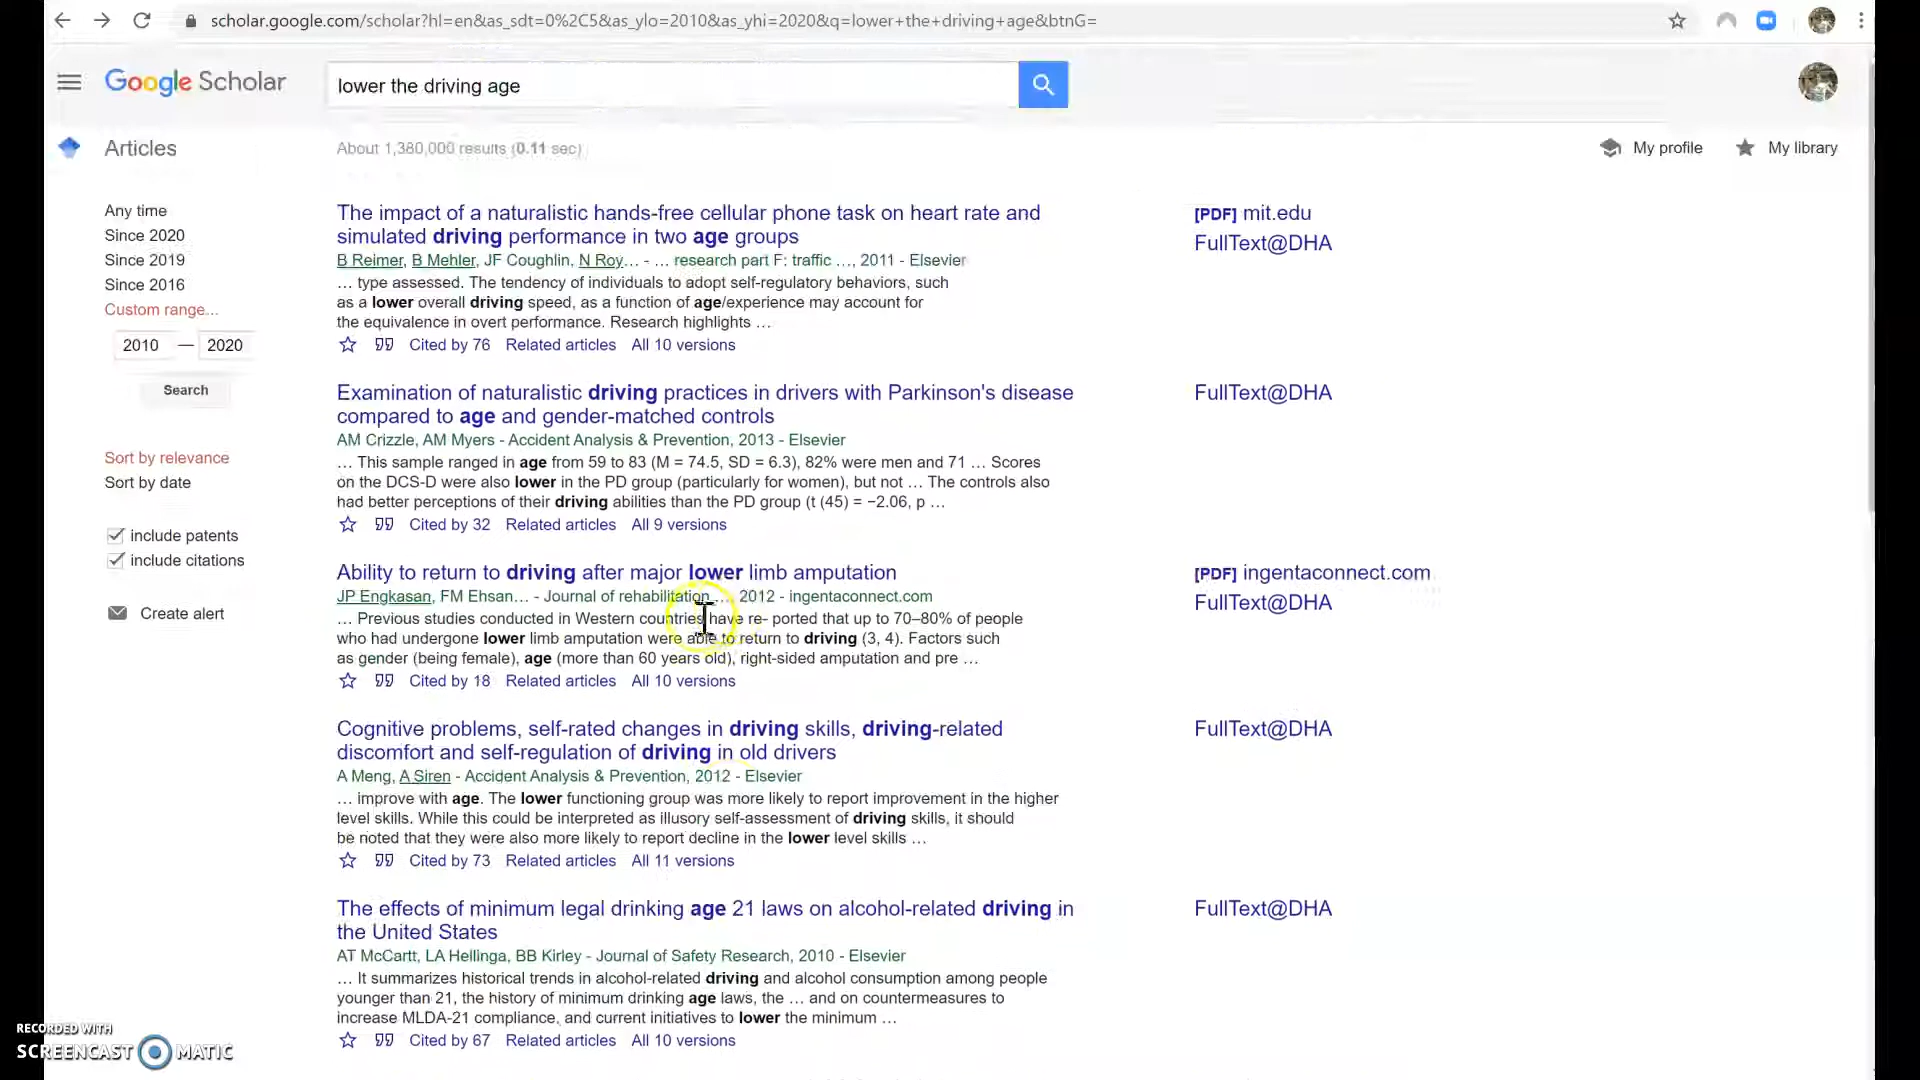 scholar.google.com/scholar?hl=en&as_sdt=0%2C5&as_ylo=2010&as_yhi=2020&q=lower+the+driving+age&btnG=
Google Scholar
lower the driving age
Articles
About 1,380,000 results (0.11 sec)
My profile
My library
Any time
Since 2020
Since 2019
Since 2016
Custom range...
2010 — 2020
Search
Sort by relevance
Sort by date
include patents
include citations
Create alert
The impact of a naturalistic hands-free cellular phone task on heart rate and
simulated driving performance in two age groups
B Reimer, B Mehler, JF Coughlin, N Roy… - … research part F: traffic …, 2011 - Elsevier
… type assessed. The tendency of individuals to adopt self-regulatory behaviors, such
as a lower overall driving speed, as a function of age/experience may account for
the equivalence in overt performance. Research highlights …
Cited by 76 Related articles All 10 versions
[PDF] mit.edu
FullText@DHA
Examination of naturalistic driving practices in drivers with Parkinson's disease
compared to age and gender-matched controls
AM Crizzle, AM Myers - Accident Analysis & Prevention, 2013 - Elsevier
… This sample ranged in age from 59 to 83 (M = 74.5, SD = 6.3), 82% were men and 71 … Scores
on the DCS-D were also lower in the PD group (particularly for women), but not … The controls also
had better perceptions of their driving abilities than the PD group (t (45) = −2.06, p …
Cited by 32 Related articles All 9 versions
FullText@DHA
Ability to return to driving after major lower limb amputation
JP Engkasan, FM Ehsan… - Journal of rehabilitation …, 2012 - ingentaconnect.com
… Previous studies conducted in Western countries have re- ported that up to 70–80% of people
who had undergone lower limb amputation were able to return to driving (3, 4). Factors such
as gender (being female), age (more than 60 years old), right-sided amputation and pre …
Cited by 18 Related articles All 10 versions
[PDF] ingentaconnect.com
FullText@DHA
Cognitive problems, self-rated changes in driving skills, driving-related
discomfort and self-regulation of driving in old drivers
A Meng, A Siren - Accident Analysis & Prevention, 2012 - Elsevier
… improve with age. The lower functioning group was more likely to report improvement in the higher
level skills. While this could be interpreted as illusory self-assessment of driving skills, it should
be noted that they were also more likely to report decline in the lower level skills …
Cited by 73 Related articles All 11 versions
FullText@DHA
The effects of minimum legal drinking age 21 laws on alcohol-related driving in
the United States
AT McCartt, LA Hellinga, BB Kirley - Journal of Safety Research, 2010 - Elsevier
… It summarizes historical trends in alcohol-related driving and alcohol consumption among people
younger than 21, the history of minimum drinking age laws, the … and on countermeasures to
increase MLDA-21 compliance, and current initiatives to lower the minimum …
Cited by 67 Related articles All 10 versions
FullText@DHA
RECORDED WITH
SCREENCAST MATIC